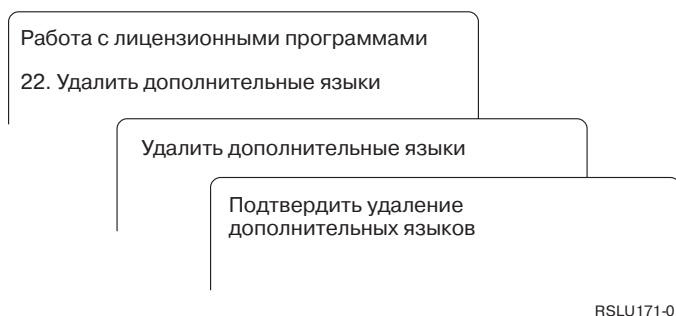 Работа с лицензионными программами
22. Удалить дополнительные языки
Удалить дополнительные языки
Подтвердить удаление
дополнительных языков
RSLU171-0